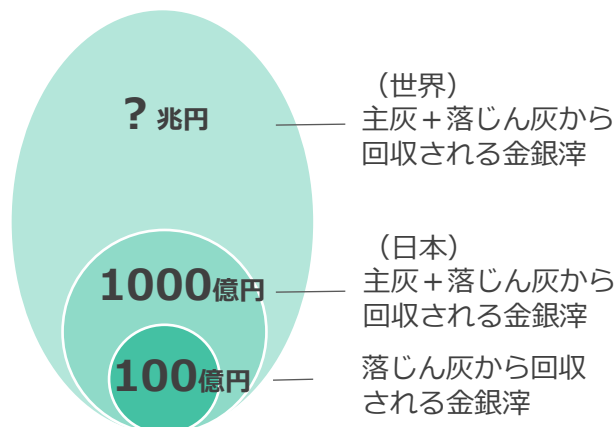 ？兆円
（世界）
主灰＋落じん灰から
回収される金銀滓
1000億円
（日本）
主灰＋落じん灰から
回収される金銀滓
100億円
落じん灰から回収
される金銀滓